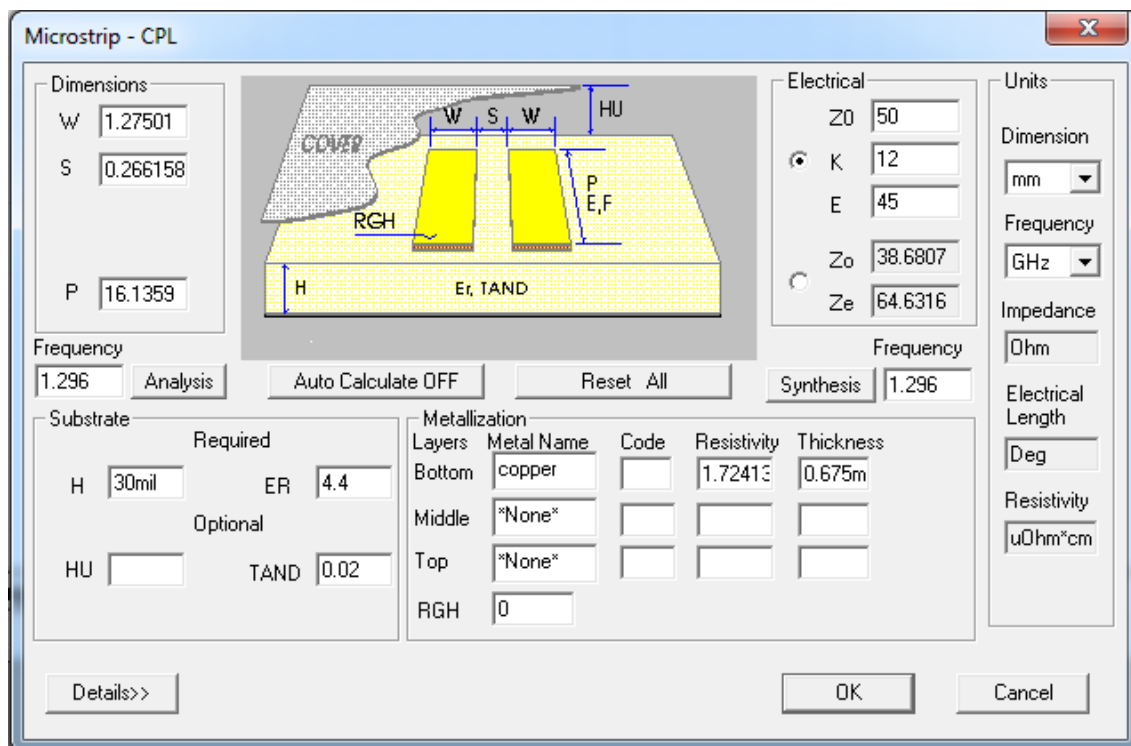 Microstrip - CPL
Dimensions
W 1.27501
S 0.266158
P 16.1359
Frequency
1.296 Analysis
COVER
W S W
HU
P
E,F
RGH
H
Er, TAND
Auto Calculate OFF
Reset All
Electrical
Z0 50
K 12
E 45
Zo 38.6807
Ze 64.6316
Frequency
Synthesis 1.296
Units
Dimension
mm
Frequency
GHz
Impedance
Ohm
Electrical
Length
Deg
Resistivity
uOhm*cm
Substrate
Required
H 30mil ER 4.4
Optional
HU TAND 0.02
Metallization
Layers Metal Name Code Resistivity Thickness
Bottom copper 1.72413 0.675m
Middle *None*
Top *None*
RGH 0
Details>>
OK
Cancel